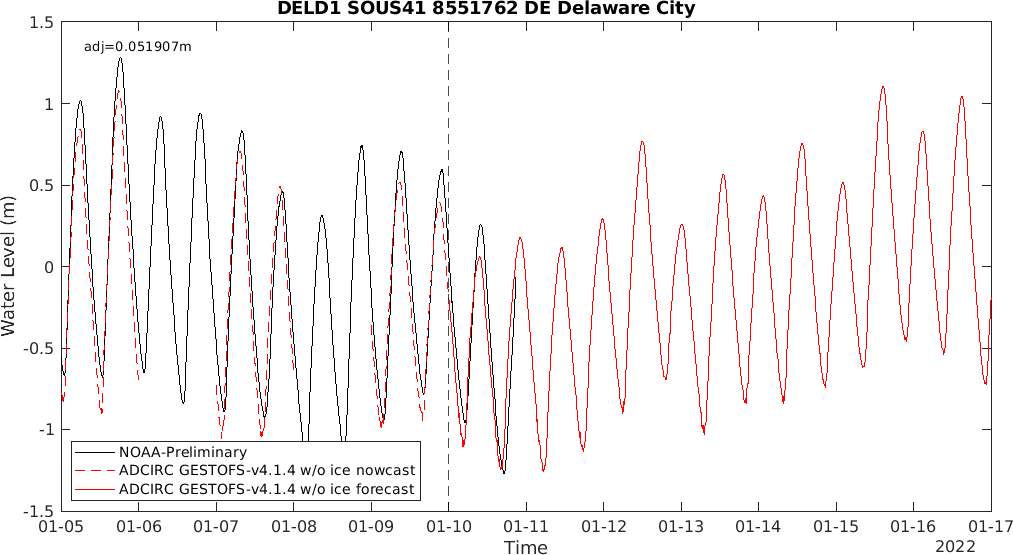 DELD1 SOUS41 8551762 DE Delaware City
adj=0.051907m
Water Level (m)
1.5
1
0.5
0
-0.5
-1
-1.5
NOAA-Preliminary
ADCIRC GESTOFS-v4.1.4 w/o ice nowcast
ADCIRC GESTOFS-v4.1.4 w/o ice forecast
01-05 01-06 01-07 01-08 01-09 01-10 01-11 01-12 01-13 01-14 01-15 01-16 01-17
Time
2022